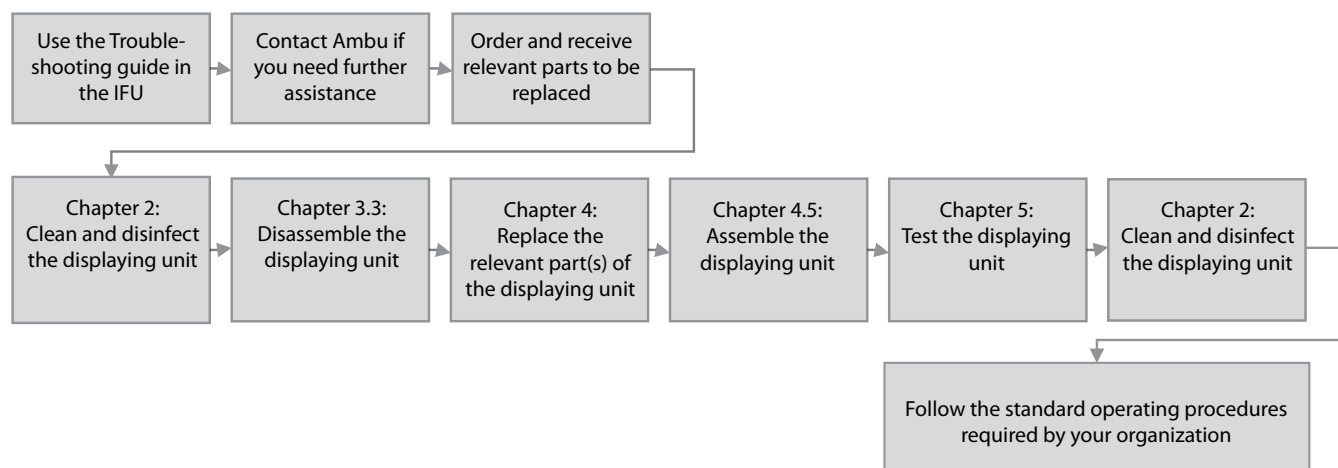 Use the Trouble-
shooting guide in
the IFU
Contact Ambu if
you need further
assistance
Order and receive
relevant parts to be
replaced
Chapter 2:
Clean and disinfect
the displaying unit
Chapter 3.3:
Disassemble the
displaying unit
Chapter 4:
Replace the
relevant part(s) of
the displaying unit
Chapter 4.5:
Assemble the
displaying unit
Chapter 5:
Test the displaying
unit
Chapter 2:
Clean and disinfect
the displaying unit
Follow the standard operating procedures
required by your organization